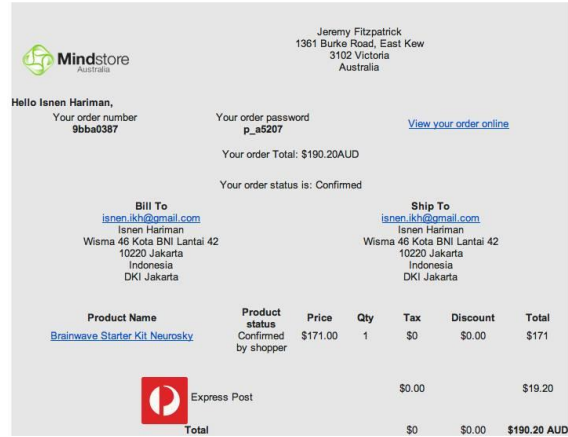 Mindstore
Australia
Jeremy Fitzpatrick
1361 Burke Road, East Kew
3102 Victoria
Australia
Hello Isnen Hariman,
Your order number
9bba0387
Your order password
p_a5207
View your order online
Your order Total: $190.20AUD
Your order status is: Confirmed
Bill To
isnen.ikh@gmail.com
Isnen Hariman
Wisma 46 Kota BNI Lantai 42
10220 Jakarta
Indonesia
DKI Jakarta
Ship To
isnen.ikh@gmail.com
Isnen Hariman
Wisma 46 Kota BNI Lantai 42
10220 Jakarta
Indonesia
DKI Jakarta
Product Name Product status Price Qty Tax Discount Total
Brainwave Starter Kit Neurosky Confirmed by shopper $171.00 1 $0 $0.00 $171
Express Post $0.00 $19.20
Total $0 $0.00 $190.20 AUD